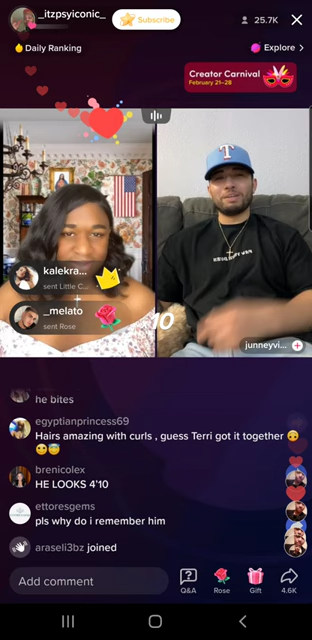 _itzpsyiconic_
Subscribe
25.7K
Daily Ranking
Explore
Creator Carnival
February 21–28
T
kalekra...
sent Little C...
_melato
sent Rose
10
junneyvi...
he bites
egyptianprincess69
Hairs amazing with curls , guess Terri got it together
brenicolex
HE LOOKS 4'10
ettoresgems
pls why do i remember him
araseli3bz joined
Add comment
Q&A
Rose
Gift
4.6K